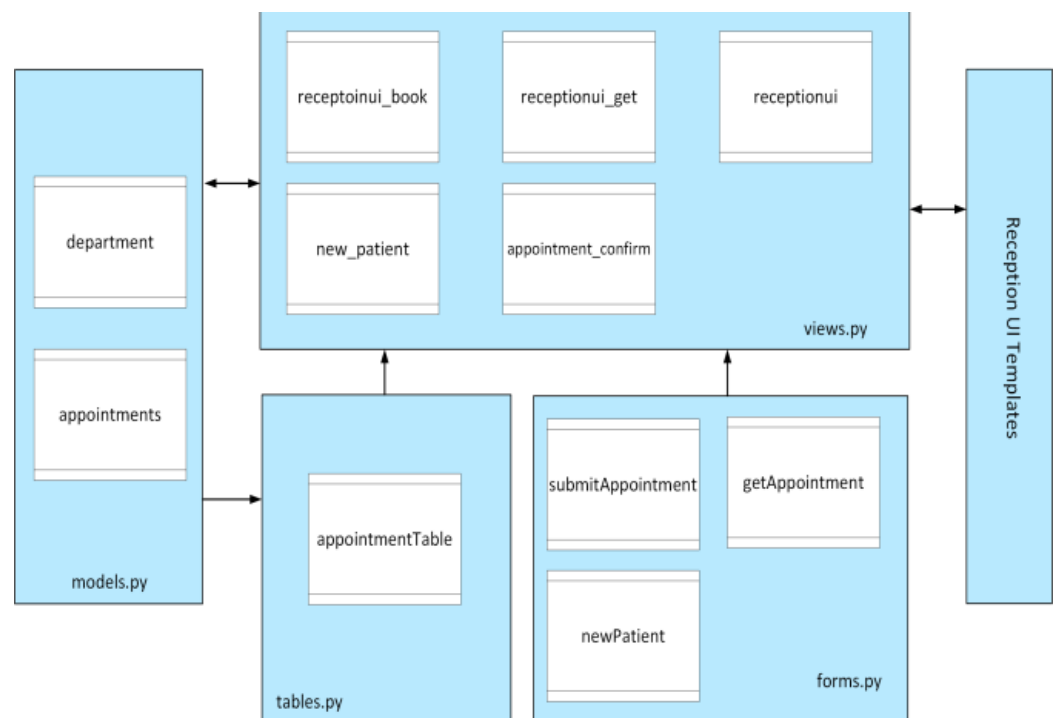 receptoinui_book
receptionui_get
receptionui
new_patient
appointment_confirm
views.py
department
appointments
models.py
appointmentTable
tables.py
submitAppointment
getAppointment
newPatient
forms.py
Reception UI Templates